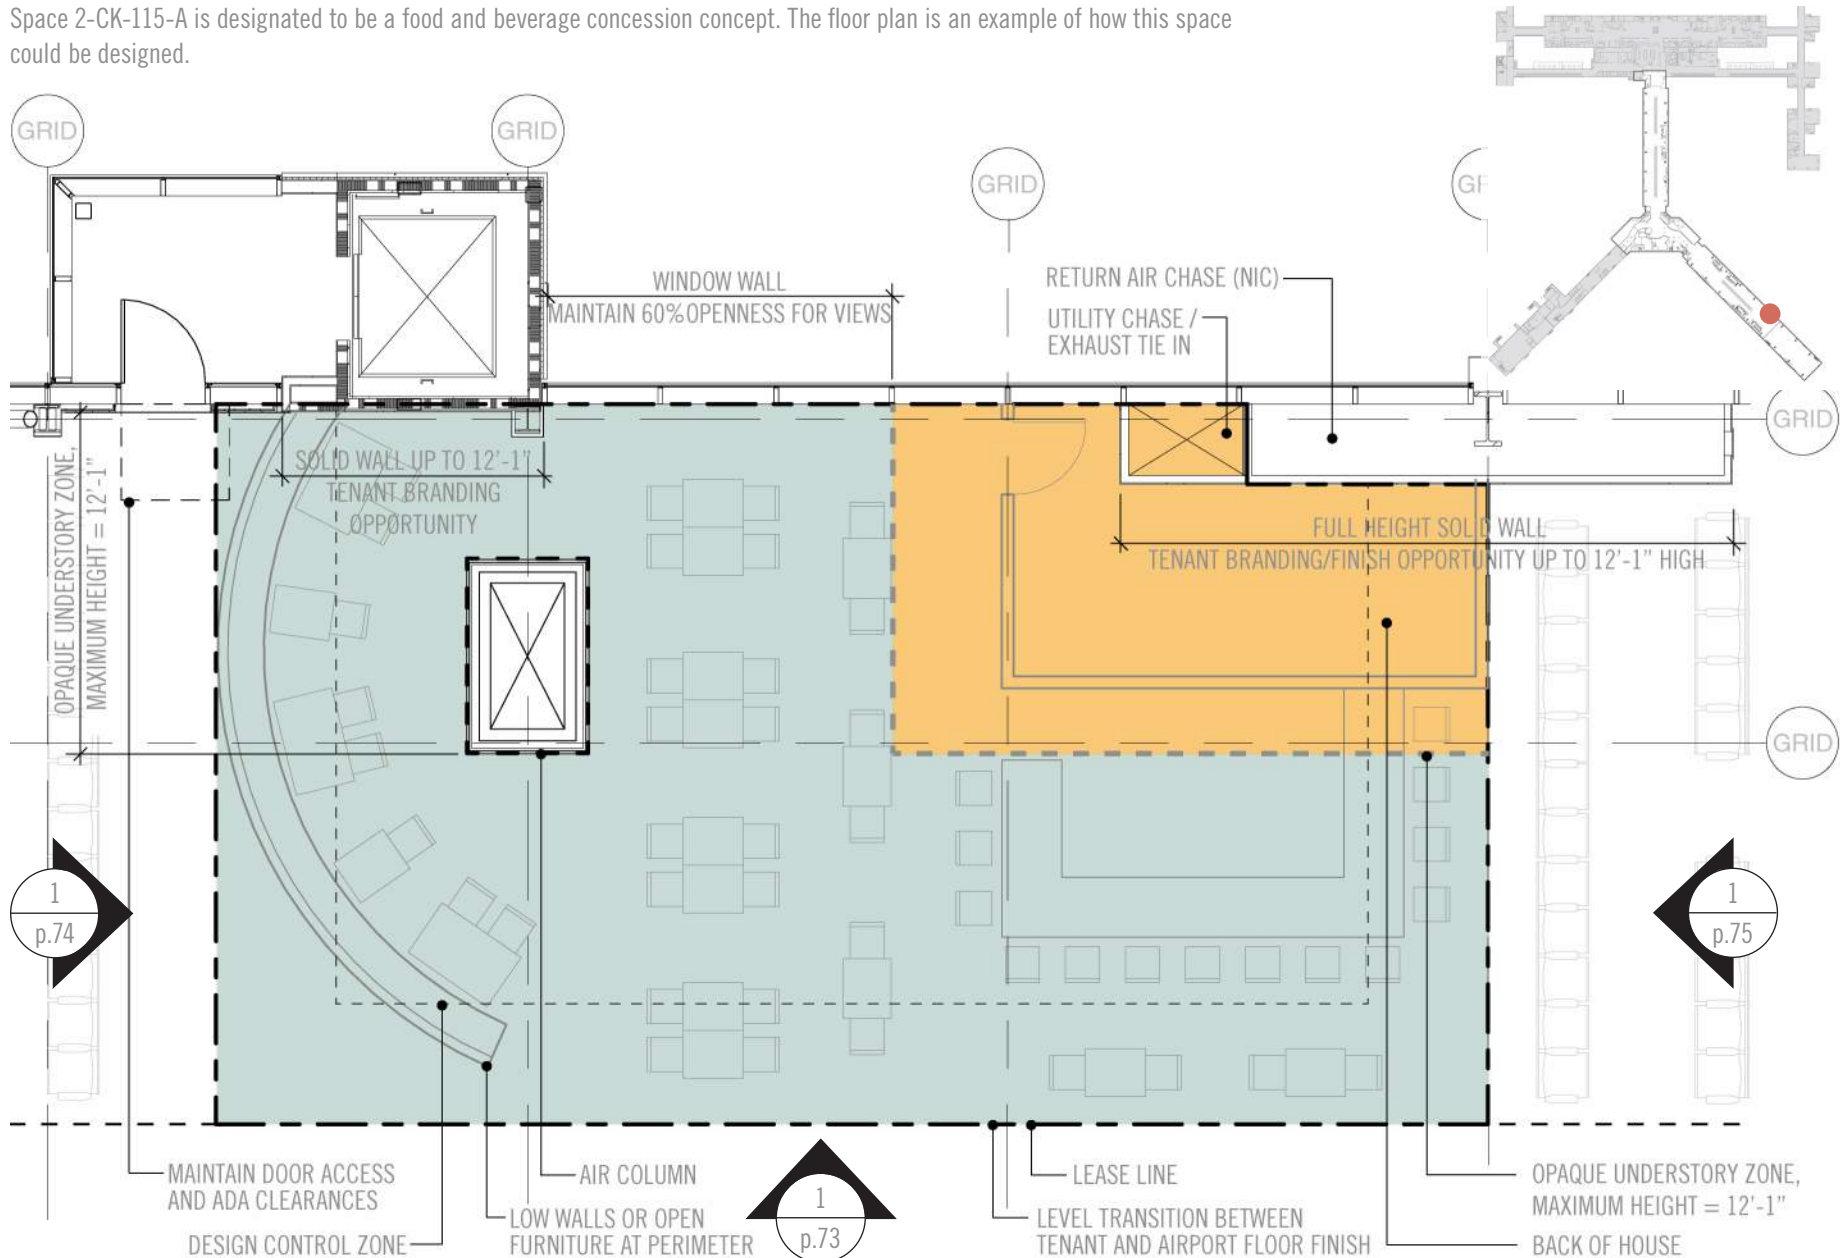 Space 2-CK-115-A is designated to be a food and beverage concession concept. The floor plan is an example of how this space
could be designed.
GRID
GRID
GRID
WINDOW WALL
MAINTAIN 60%OPENNESS FOR VIEWS
RETURN AIR CHASE (NIC)
UTILITY CHASE /
EXHAUST TIE IN
GRID
SOLID WALL UP TO 12'-1"
TENANT BRANDING
OPPORTUNITY
OPAQUE UNDERSTORY ZONE,
MAXIMUM HEIGHT = 12'-1"
FULL HEIGHT SOLID WALL
TENANT BRANDING/FINISH OPPORTUNITY UP TO 12'-1" HIGH
GRID
1
p.74
1
p.75
MAINTAIN DOOR ACCESS
AND ADA CLEARANCES
DESIGN CONTROL ZONE
AIR COLUMN
LOW WALLS OR OPEN
FURNITURE AT PERIMETER
1
p.73
LEASE LINE
LEVEL TRANSITION BETWEEN
TENANT AND AIRPORT FLOOR FINISH
OPAQUE UNDERSTORY ZONE,
MAXIMUM HEIGHT = 12'-1"
BACK OF HOUSE